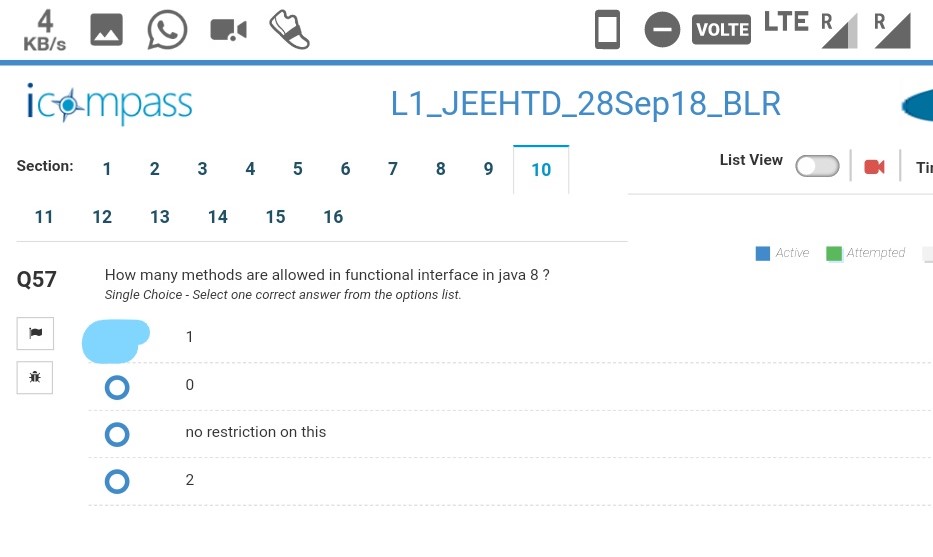 4
KB/s
VOLTE
LTE
R
R
icompass
L1_JEEHTD_28Sep18_BLR
Section:
1 2 3 4 5 6 7 8 9 10
List View
Tir
11 12 13 14 15 16
Active
Attempted
Q57
How many methods are allowed in functional interface in java 8 ?
Single Choice - Select one correct answer from the options list.
1
0
no restriction on this
2